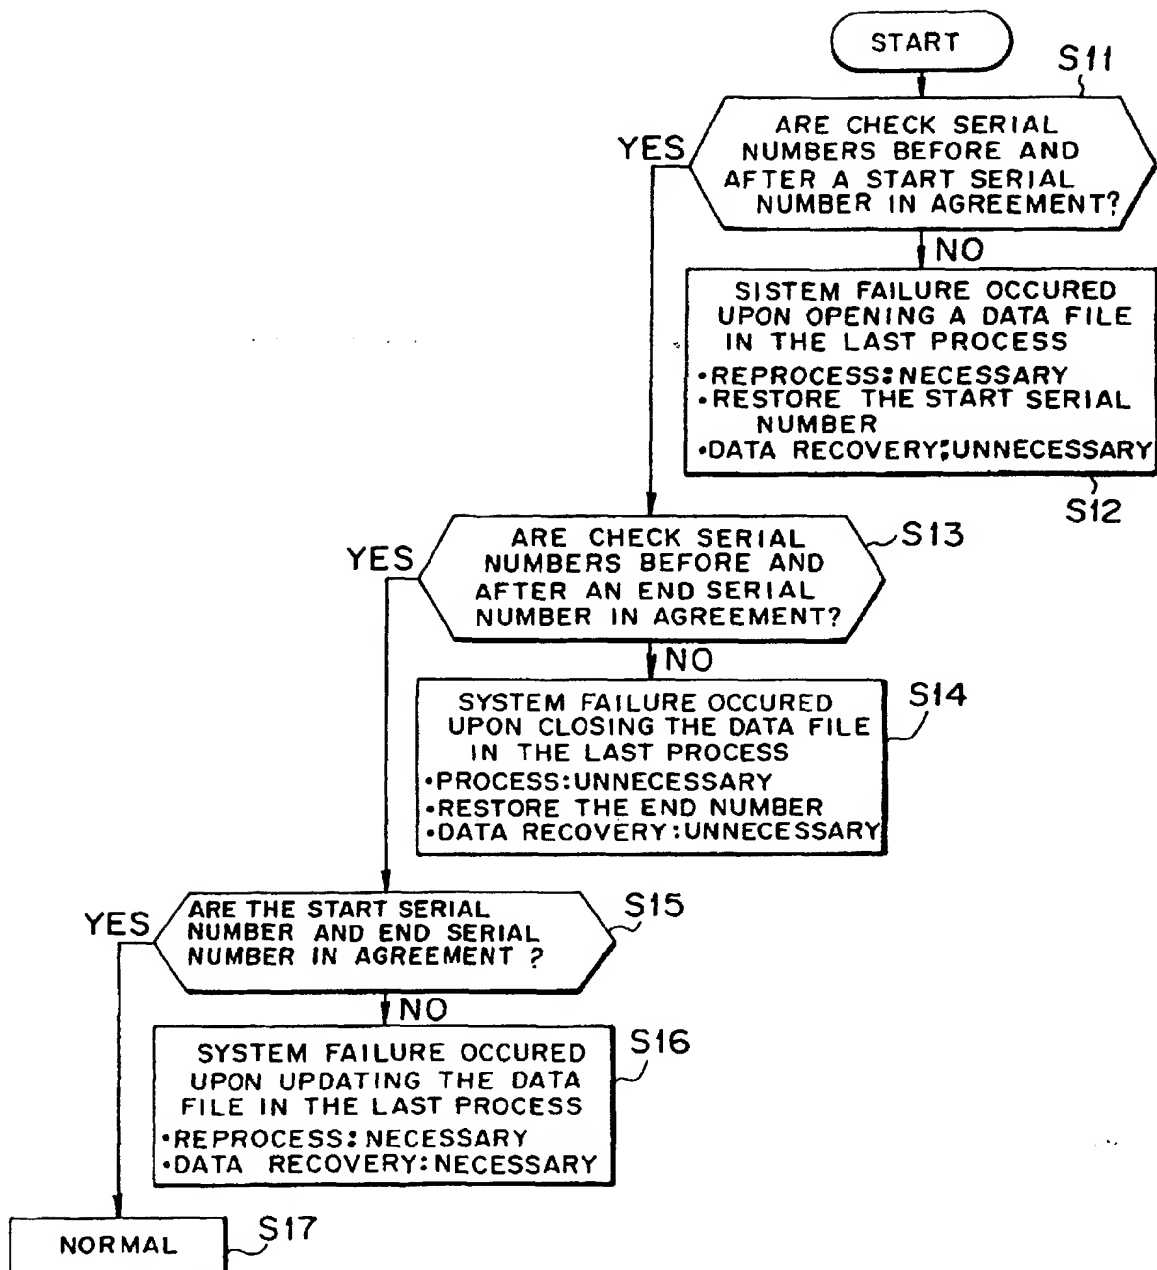 START
S11
ARE CHECK SERIAL
NUMBERS BEFORE AND
AFTER A START SERIAL
NUMBER IN AGREEMENT?
YES
NO
SISTEM FAILURE OCCURED
UPON OPENING A DATA FILE
IN THE LAST PROCESS
•REPROCESS:NECESSARY
•RESTORE THE START SERIAL
NUMBER
•DATA RECOVERY:UNNECESSARY
S12
ARE CHECK SERIAL
NUMBERS BEFORE AND
AFTER AN END SERIAL
NUMBER IN AGREEMENT?
S13
YES
NO
SYSTEM FAILURE OCCURED
UPON CLOSING THE DATA FILE
IN THE LAST PROCESS
•PROCESS:UNNECESSARY
•RESTORE THE END NUMBER
•DATA RECOVERY:UNNECESSARY
S14
ARE THE START SERIAL
NUMBER AND END SERIAL
NUMBER IN AGREEMENT ?
S15
YES
NO
SYSTEM FAILURE OCCURED
UPON UPDATING THE DATA
FILE IN THE LAST PROCESS
•REPROCESS:NECESSARY
•DATA RECOVERY:NECESSARY
S16
NORMAL
S17